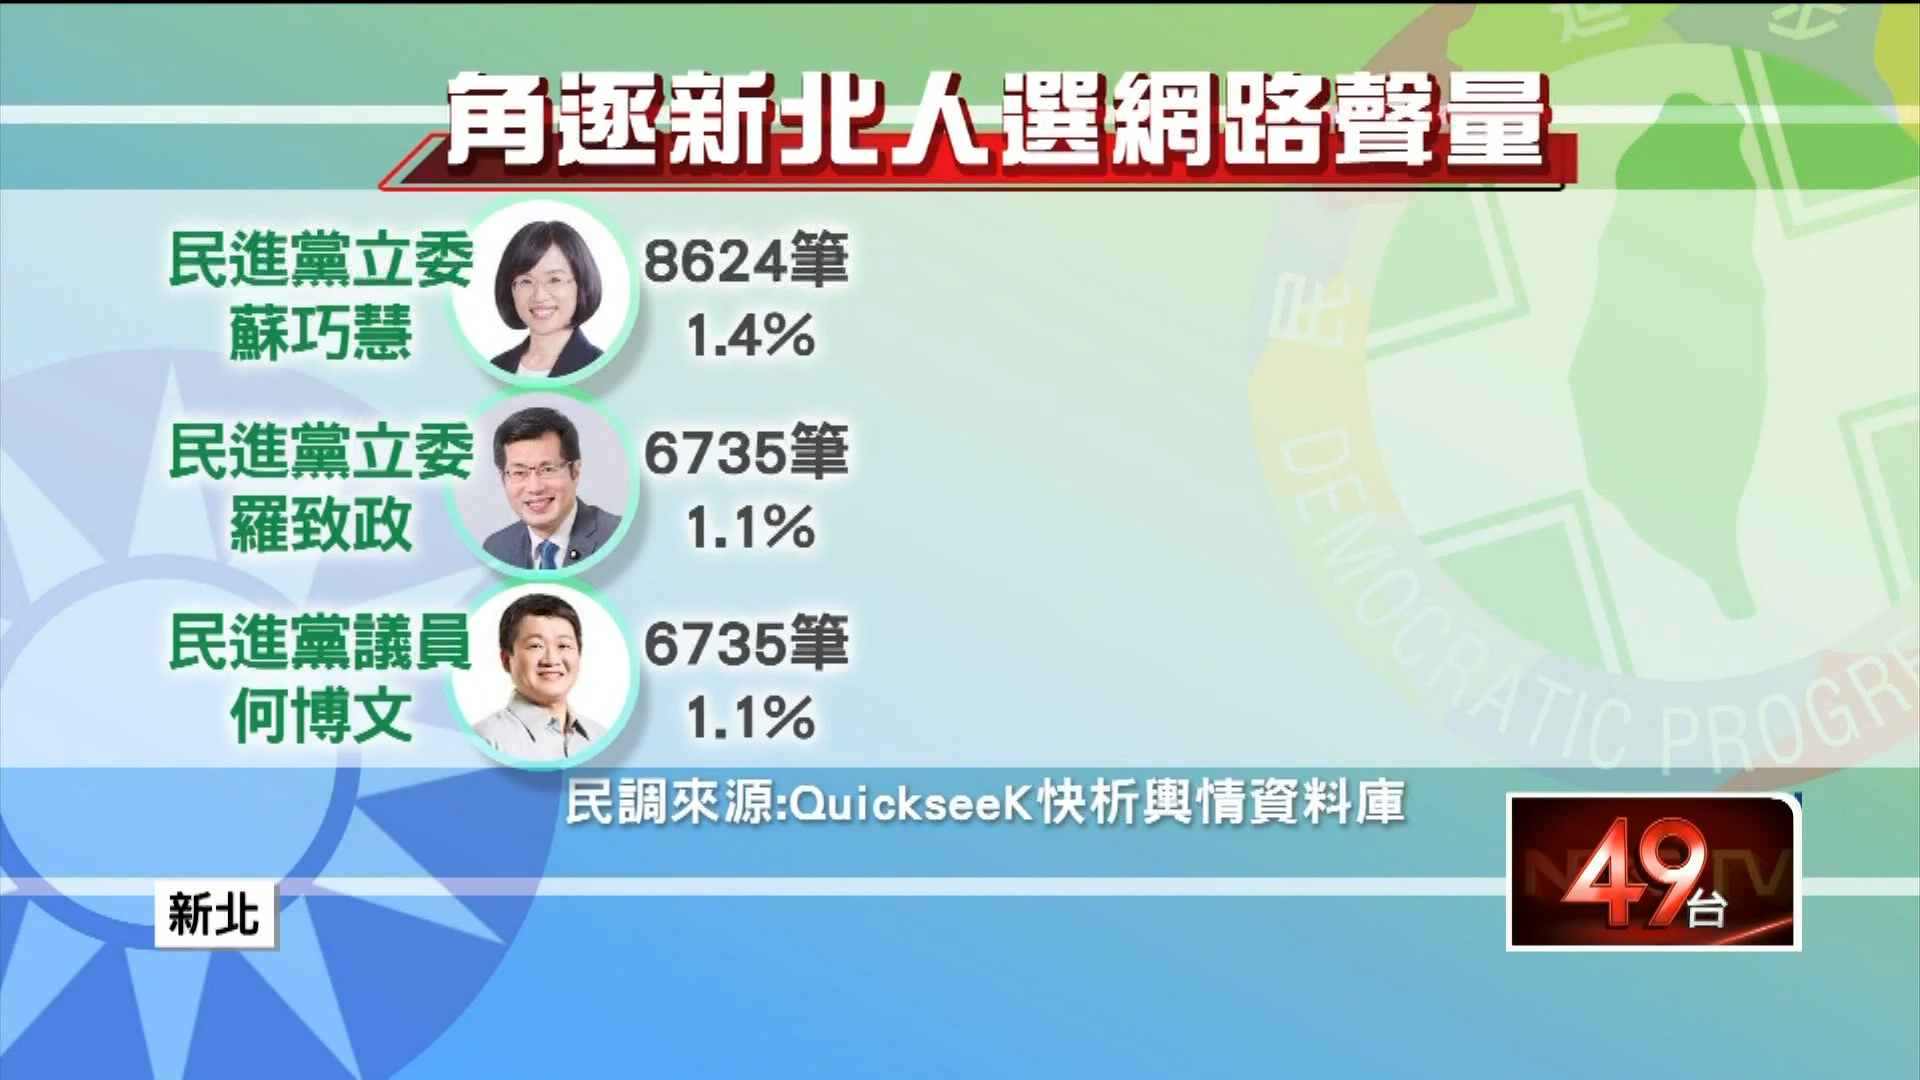 角逐新北人選網路聲量
民進黨立委
蘇巧慧
8624筆
1.4%
民進黨立委
羅致政
6735筆
1.1%
民進黨議員
何博文
6735筆
1.1%
民
DEMOCRATIC PROGRE
民調來源:QuickseeK快析輿情資料庫
49台
新北